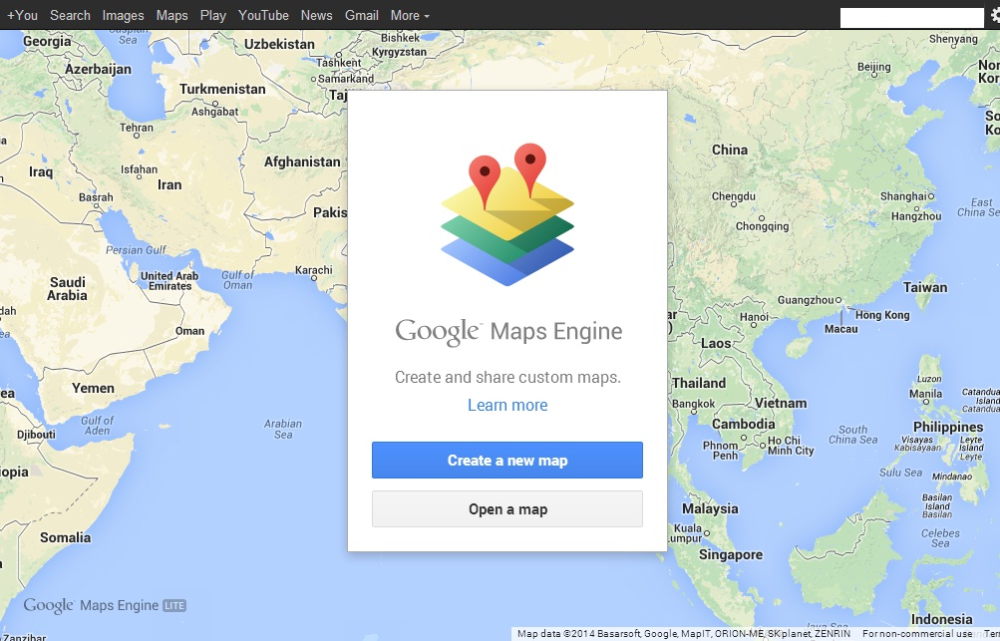 +You Search Images Maps Play YouTube News Gmail More
Georgia
Caspian
Sea
Uzbekistan
Bishkek
Kyrgyzstan
Shenyang
Azerbaijan
Tashkent
Samarkand
Beijing
Turkmenistan
Ashgabat
Tehran
Afghanistan
China
Iraq
Isfahan
Iran
Basrah
Chengdu
Chongqing
Shanghai
Hangzhou
East
Persian Gulf
Karachi
Saudi
Arabia
United Arab
Emirates
Gulf of
Oman
Oman
Taiwan
Guangzhou
Hong Kong
Macau
Hanoi
Laos
Google Maps Engine
Create and share custom maps.
Learn more
Create a new map
Open a map
Yemen
Gulf of
Aden
Djibouti
Arabian
Sea
Thailand
Bangkok
Vietnam
Cambodia
Phnom
Penh
Ho Chi
Minh City
South
China Sea
Luzon
Manila
Philippines
Visayas
Kabisayaan
Leyte
Island
Leyte
Sulu Sea
Mindanao
Basilan
Island
Basilan
Celebes
Sea
Somalia
Malaysia
Kuala
Singapore
Java Sea
Indonesia
Google Maps Engine LITE
Zanzibar
Map data ©2014 Basarsoft, Google, MapIT, ORION-ME, SKplanet, ZENRIN For non-commercial use